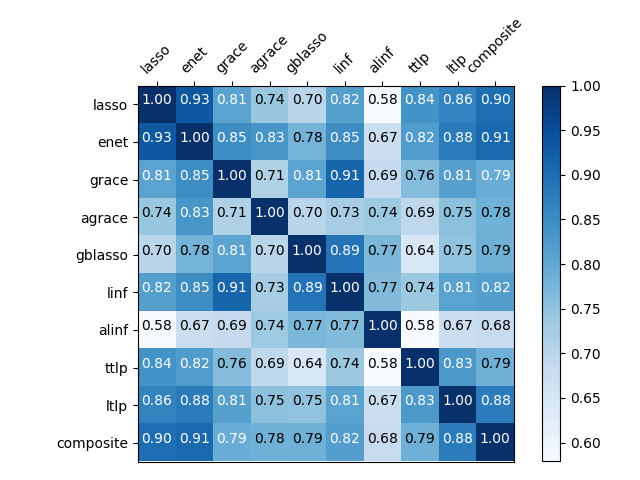 lasso enet grace agrace gblasso linf alinf ttlp ltlp composite
lasso 1.00 0.93 0.81 0.74 0.70 0.82 0.58 0.84 0.86 0.90
enet 0.93 1.00 0.85 0.83 0.78 0.85 0.67 0.82 0.88 0.91
grace 0.81 0.85 1.00 0.71 0.81 0.91 0.69 0.76 0.81 0.79
agrace 0.74 0.83 0.71 1.00 0.70 0.73 0.74 0.69 0.75 0.78
gblasso 0.70 0.78 0.81 0.70 1.00 0.89 0.77 0.64 0.75 0.79
linf 0.82 0.85 0.91 0.73 0.89 1.00 0.77 0.74 0.81 0.82
alinf 0.58 0.67 0.69 0.74 0.77 0.77 1.00 0.58 0.67 0.68
ttlp 0.84 0.82 0.76 0.69 0.64 0.74 0.58 1.00 0.83 0.79
ltlp 0.86 0.88 0.81 0.75 0.75 0.81 0.67 0.83 1.00 0.88
composite 0.90 0.91 0.79 0.78 0.79 0.82 0.68 0.79 0.88 1.00
1.00
0.95
0.90
0.85
0.80
0.75
0.70
0.65
0.60